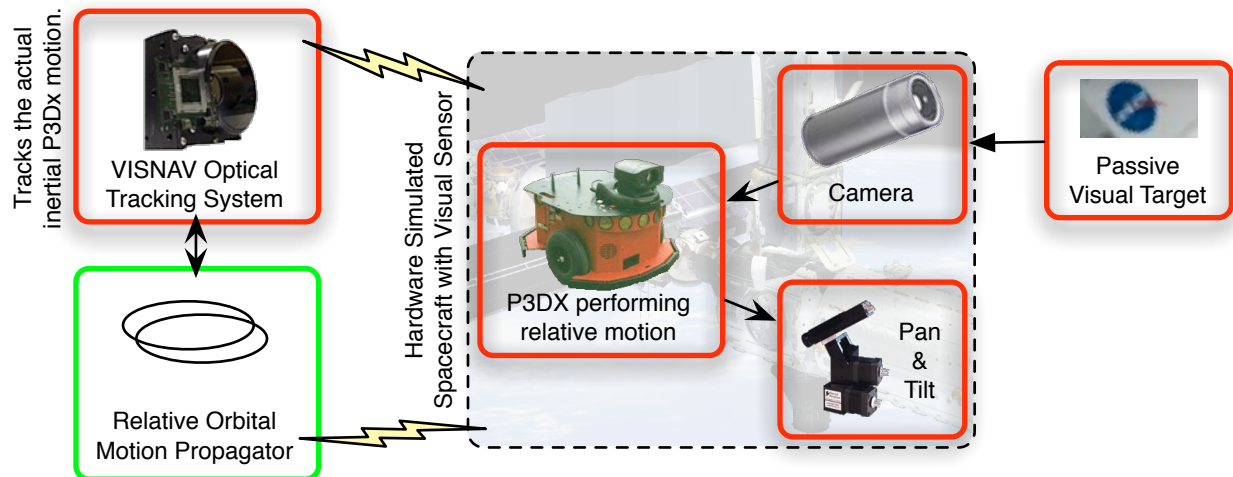 Tracks the actual
inertial P3Dx motion.
VISNAV Optical
Tracking System
Relative Orbital
Motion Propagator
Hardware Simulated
Spacecraft with Visual Sensor
P3DX performing
relative motion
Camera
Pan
&
Tilt
Passive
Visual Target